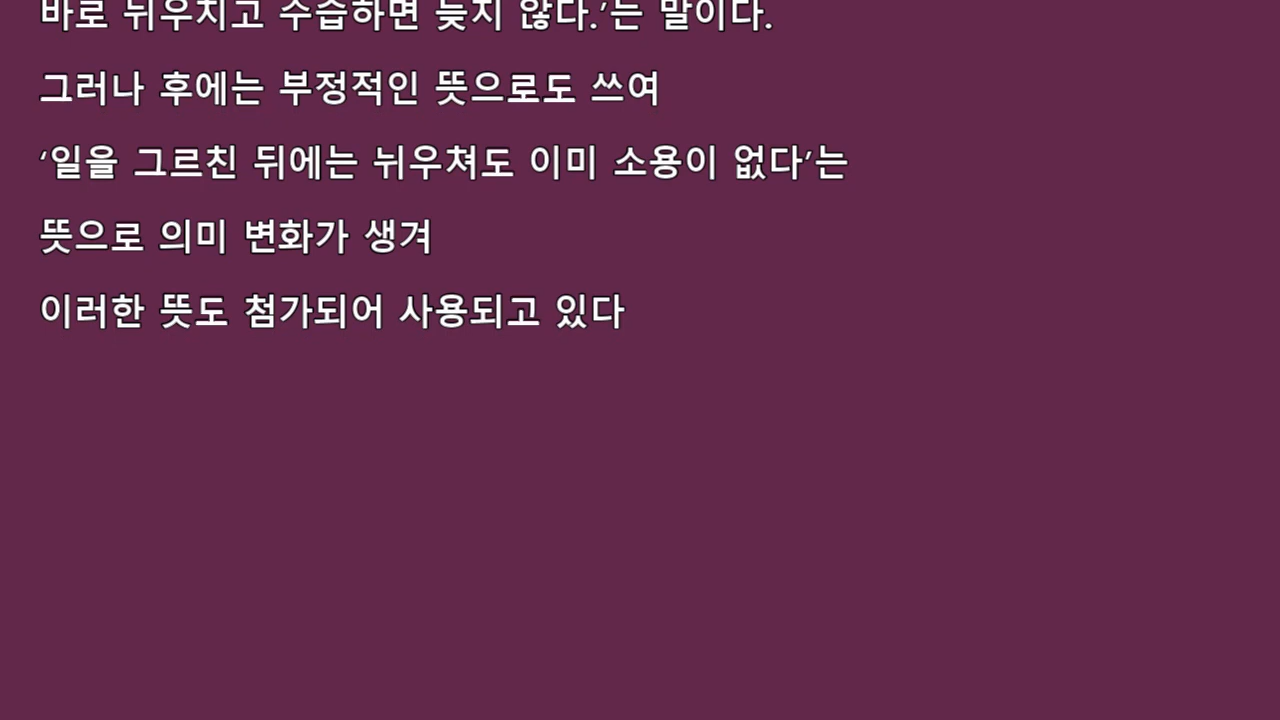 바로 뉘우치고 수습하면 늦지 않다.’는 말이다.
그러나 후에는 부정적인 뜻으로도 쓰여
‘일을 그르친 뒤에는 뉘우쳐도 이미 소용이 없다’는
뜻으로 의미 변화가 생겨
이러한 뜻도 첨가되어 사용되고 있다